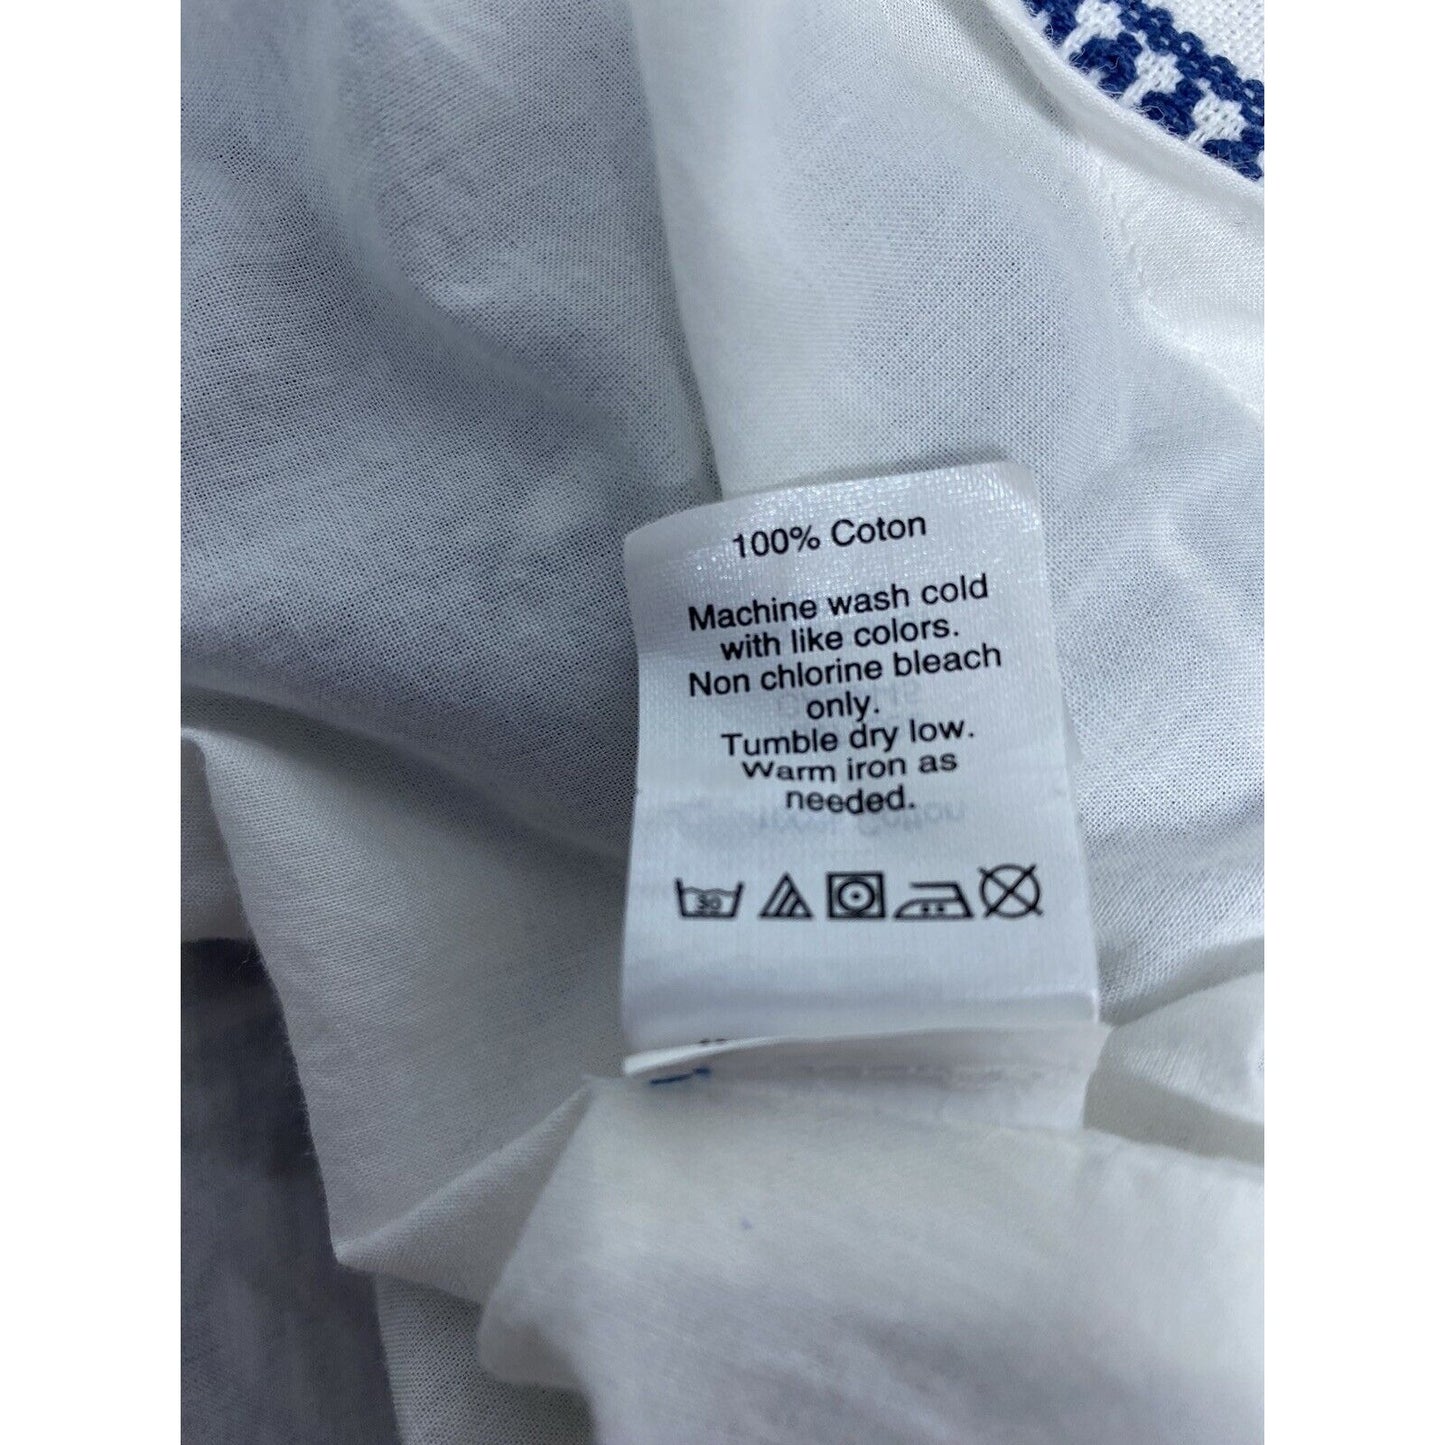 100% Coton
Machine wash cold
with like colors.
Non chlorine bleach
only.
Tumble dry low.
Warm iron as
needed.
30